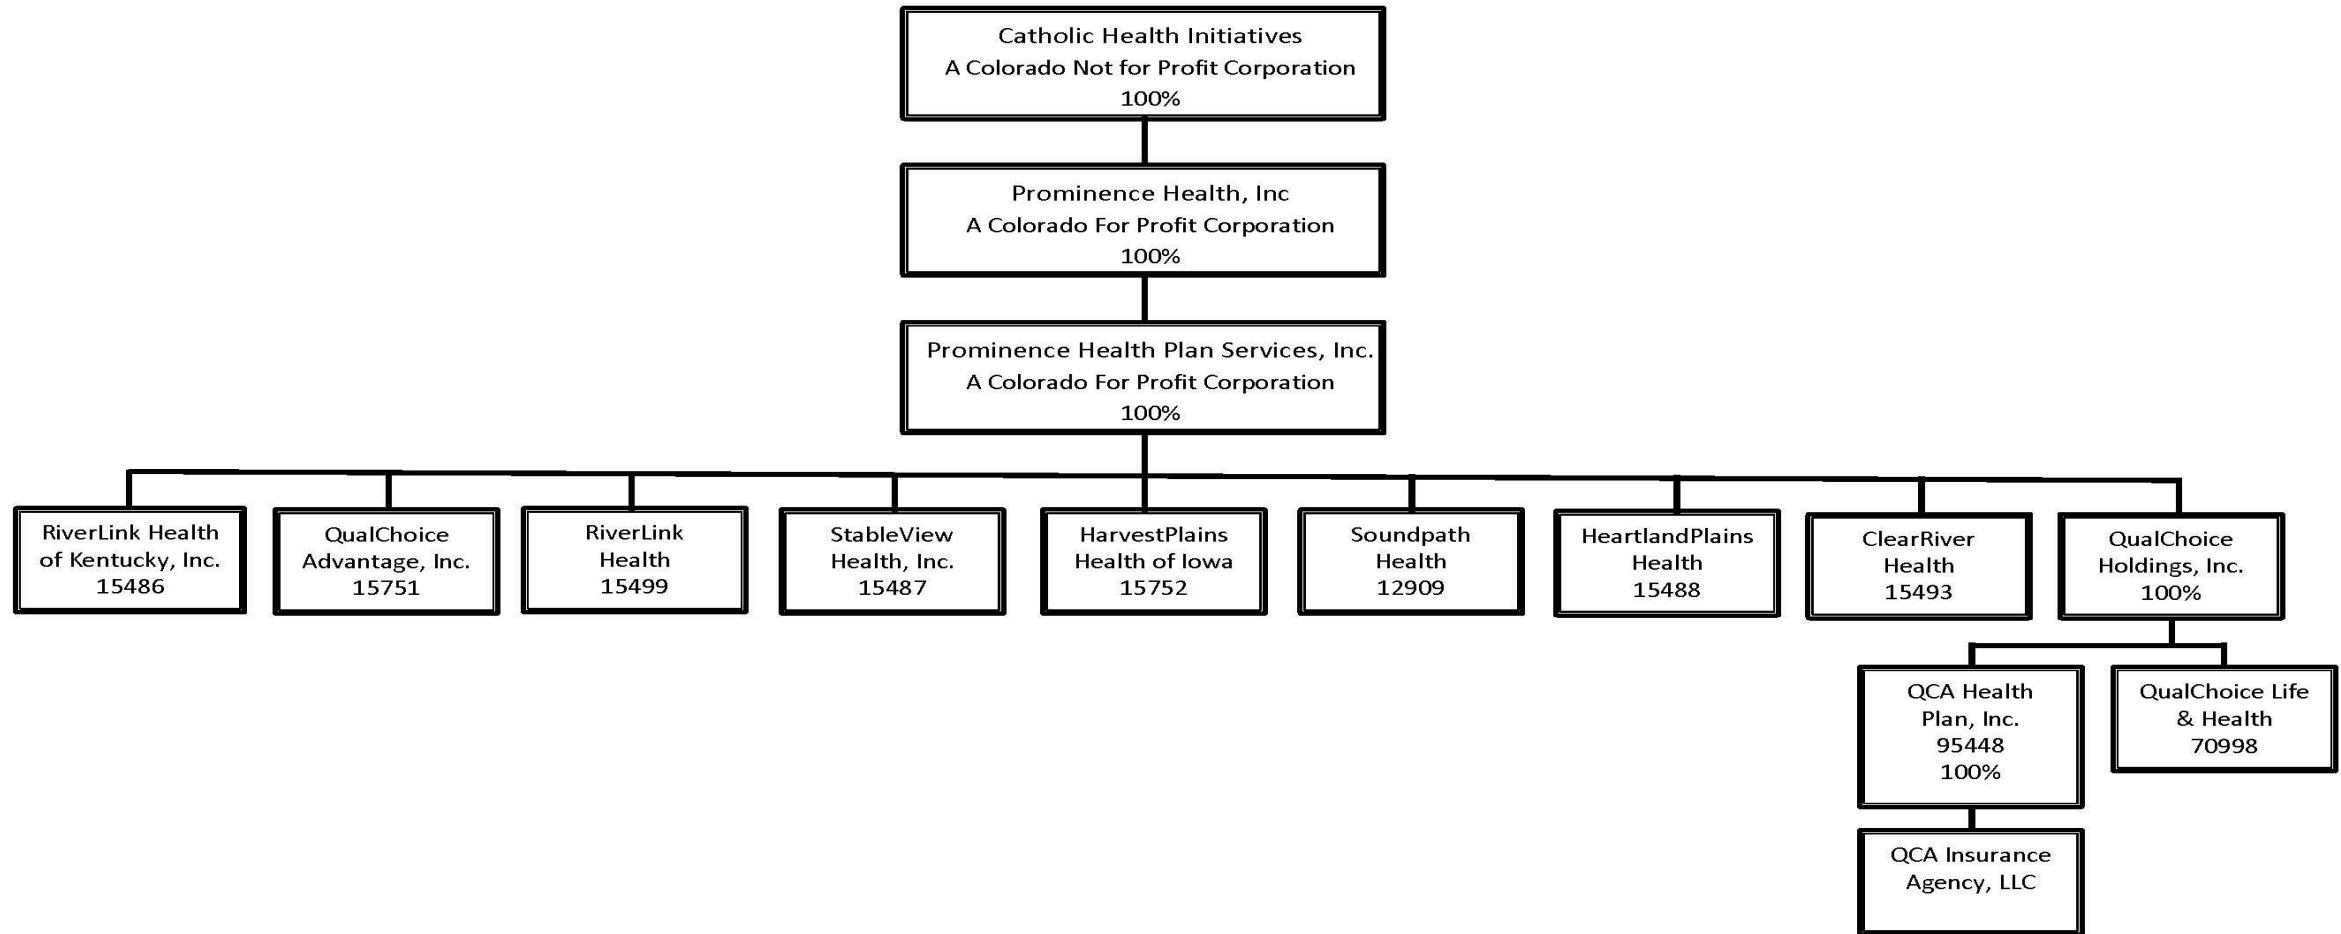 Catholic Health Initiatives
A Colorado Not for Profit Corporation
100%
Prominence Health, Inc
A Colorado For Profit Corporation
100%
Prominence Health Plan Services, Inc.
A Colorado For Profit Corporation
100%
RiverLink Health
of Kentucky, Inc.
15486
QualChoice
Advantage, Inc.
15751
RiverLink
Health
15499
StableView
Health, Inc.
15487
HarvestPlains
Health of Iowa
15752
Soundpath
Health
12909
HeartlandPlains
Health
15488
ClearRiver
Health
15493
QualChoice
Holdings, Inc.
100%
QCA Health
Plan, Inc.
95448
100%
QualChoice Life
& Health
70998
QCA Insurance
Agency, LLC